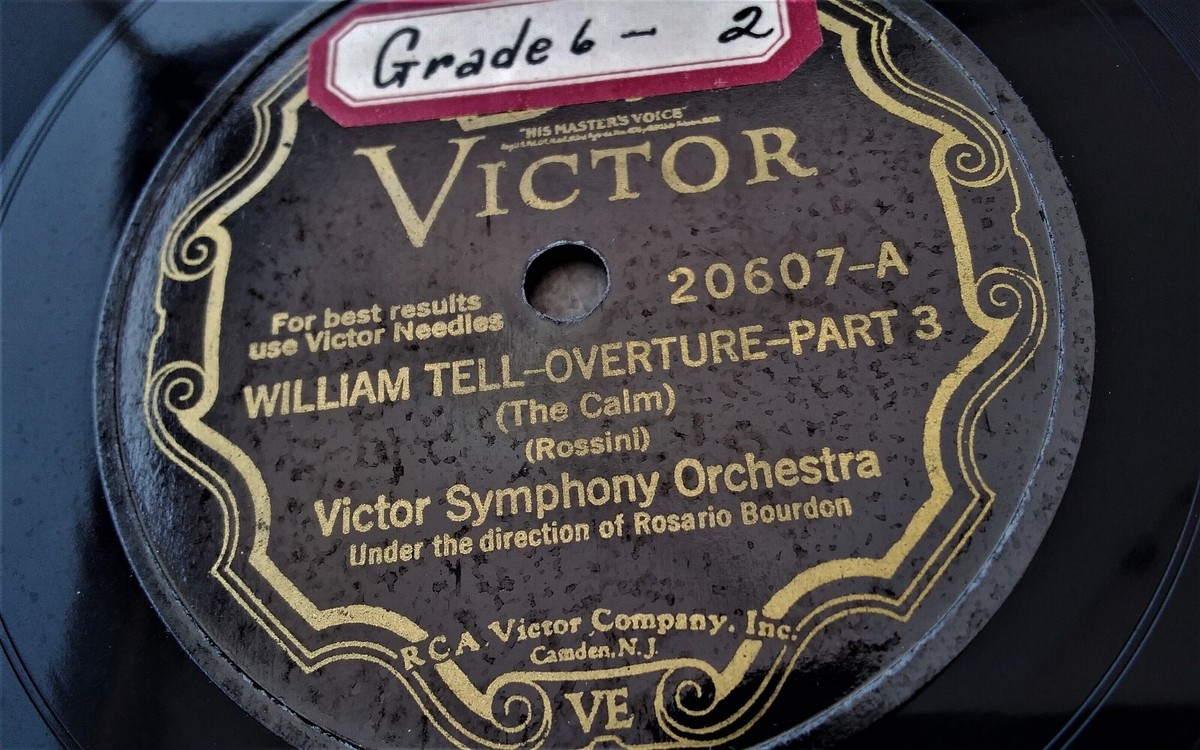 Grade 6 - 2
"HIS MASTER'S VOICE"
VICTOR
20607-A
For best results
use Victor Needles
WILLIAM TELL-OVERTURE-PART 3
(The Calm)
(Rossini)
Victor Symphony Orchestra
Under the direction of Rosario Bourdon
RCA Victor Company, Inc.
Camden, N.J.
VE